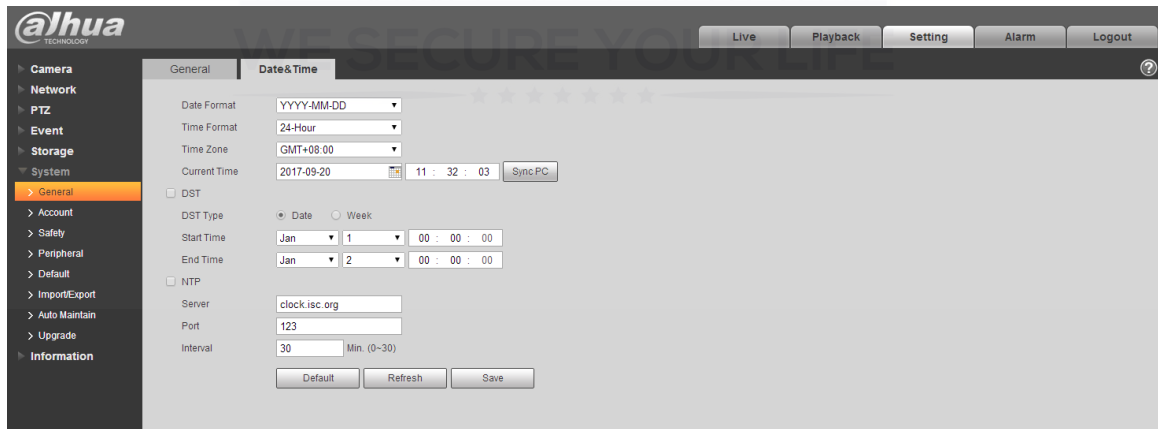 alhua
TECHNOLOGY
WE SECURE YOUR LIFE
Live Playback Setting Alarm Logout
Camera
Network
PTZ
Event
Storage
System
General
Account
Safety
Peripheral
Default
Import/Export
Auto Maintain
Upgrade
Information
General Date&Time
?
Date Format YYYY-MM-DD
Time Format 24-Hour
Time Zone GMT+08:00
Current Time 2017-09-20 11 : 32 : 03 Sync PC
DST
DST Type Date Week
Start Time Jan 1 00 : 00 : 00
End Time Jan 2 00 : 00 : 00
NTP
Server clock.isc.org
Port 123
Interval 30 Min. (0~30)
Default Refresh Save